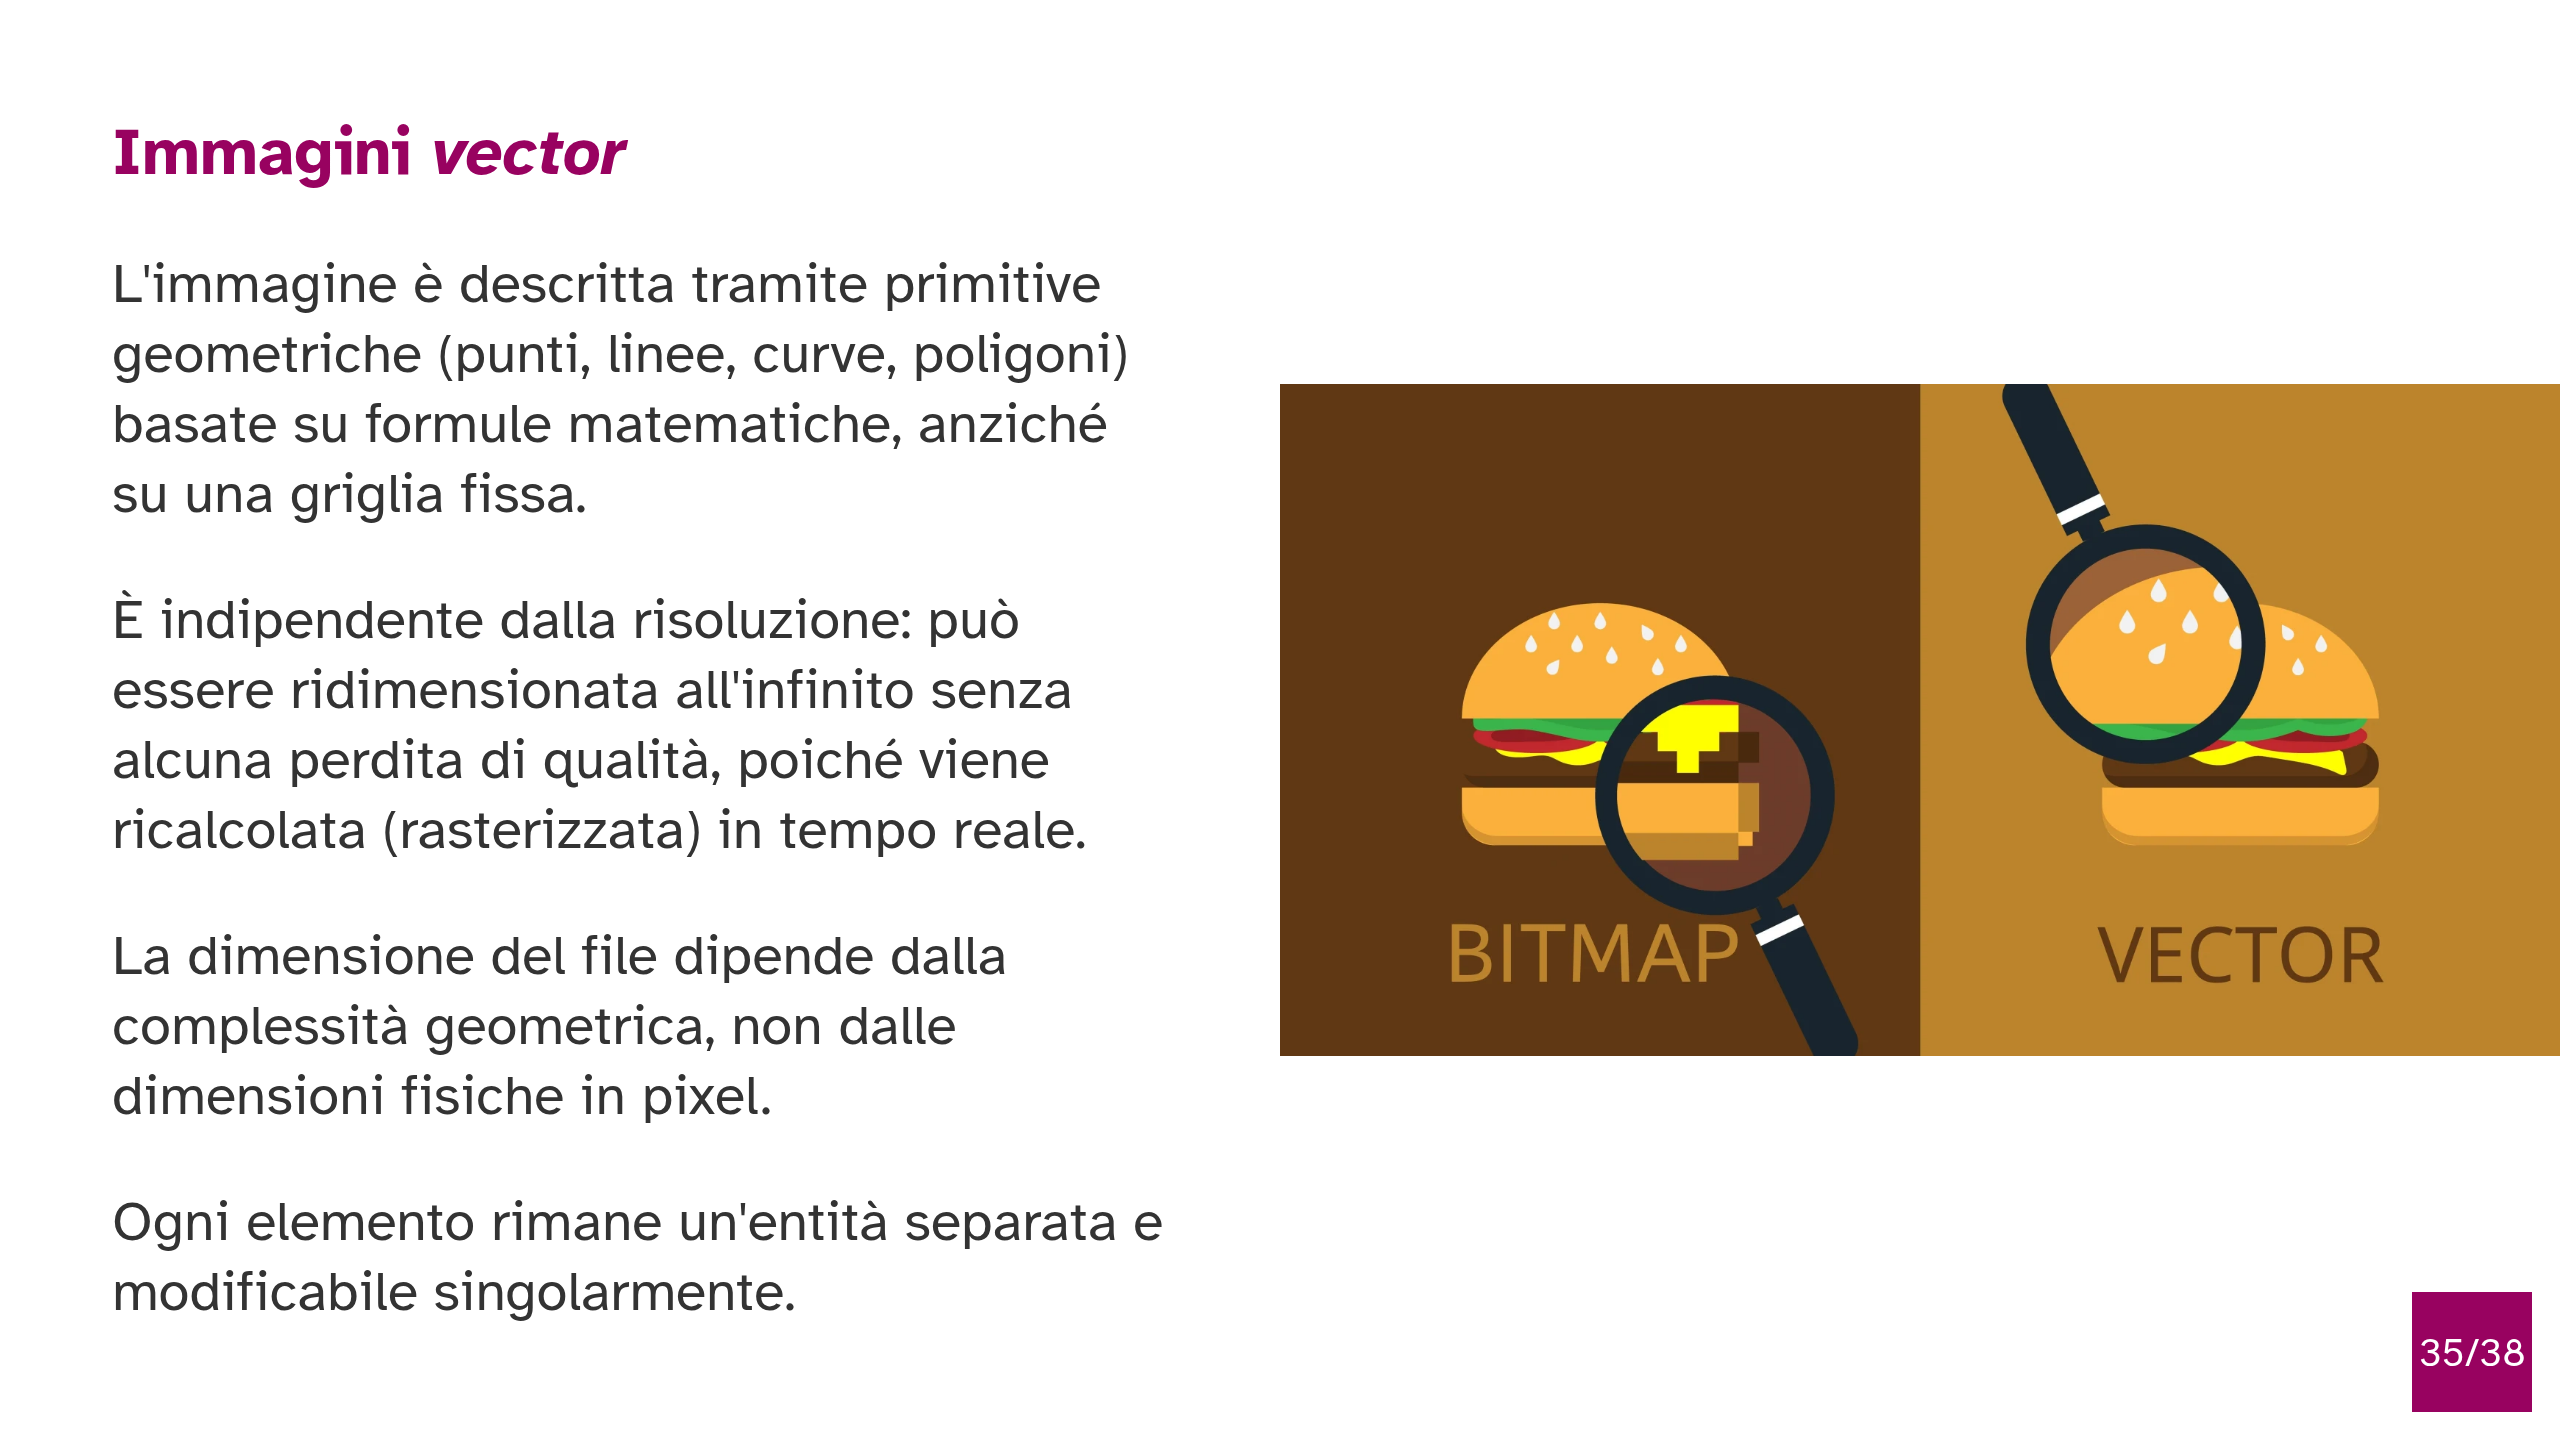 Immagini vector
L'immagine è descritta tramite primitive
geometriche (punti, linee, curve, poligoni)
basate su formule matematiche, anziché
su una griglia fissa.
È indipendente dalla risoluzione: può
essere ridimensionata all'infinito senza
alcuna perdita di qualità, poiché viene
ricalcolata (rasterizzata) in tempo reale.
La dimensione del file dipende dalla
complessità geometrica, non dalle
dimensioni fisiche in pixel.
Ogni elemento rimane un'entità separata e
modificabile singolarmente.
BITMAP
VECTOR
35/38